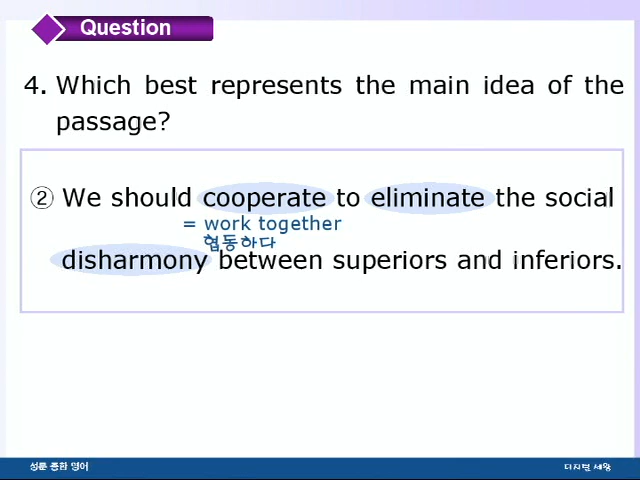 Question
4. Which best represents the main idea of the
passage?
② We should cooperate to eliminate the social
= work together
협동하다
disharmony between superiors and inferiors.
성문 종합 영어
디지털 세움